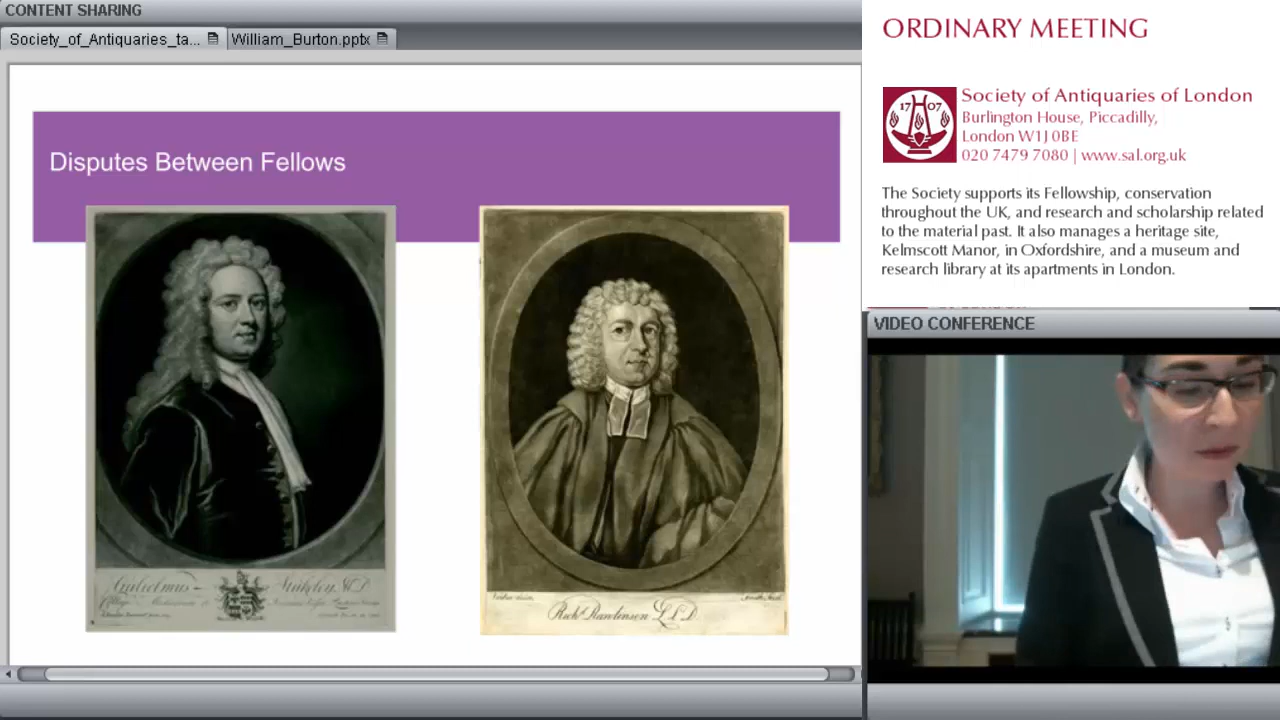 CONTENT SHARING
Society_of_Antiquaries_ta...
William_Burton.pptx
Disputes Between Fellows
Gulielmus Stukeley, M.D
Richd. Rawlinson L.L.D.
ORDINARY MEETING
1707
Society of Antiquaries of London
Burlington House, Piccadilly,
London W1J 0BE
020 7479 7080 | www.sal.org.uk
The Society supports its Fellowship, conservation
throughout the UK, and research and scholarship related
to the material past. It also manages a heritage site,
Kelmscott Manor, in Oxfordshire, and a museum and
research library at its apartments in London.
VIDEO CONFERENCE